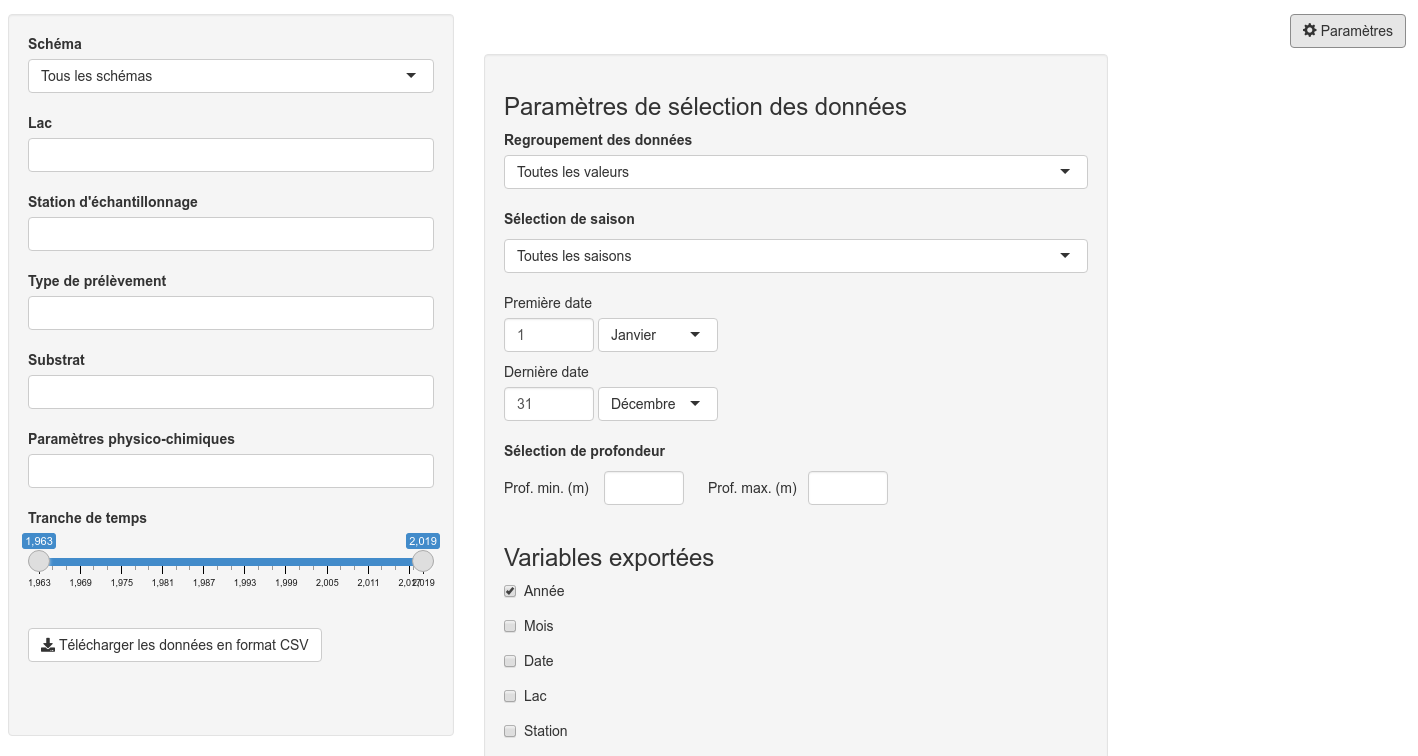 Schéma
Tous les schémas
Lac
Station d'échantillonnage
Type de prélèvement
Substrat
Paramètres physico-chimiques
Tranche de temps
1,963 2,019
1,963 1,969 1,975 1,981 1,987 1,993 1,999 2,005 2,011 2,017 2,019
Télécharger les données en format CSV
Paramètres
Paramètres de sélection des données
Regroupement des données
Toutes les valeurs
Sélection de saison
Toutes les saisons
Première date
1 Janvier
Dernière date
31 Décembre
Sélection de profondeur
Prof. min. (m) Prof. max. (m)
Variables exportées
Année
Mois
Date
Lac
Station